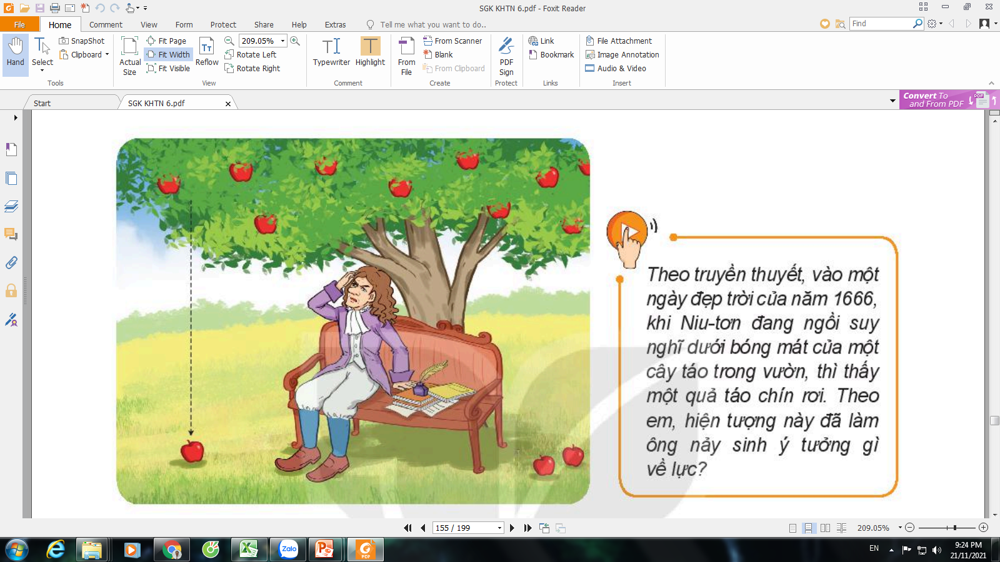 SGK KHTN 6.pdf - Foxit Reader
File Home Comment View Form Protect Share Help Extras Tell me what you want to do.. Find
Hand
Select
SnapShot
Clipboard
Tools
Actual Size
Fit Page
Fit Width
Fit Visible
Reflow
209.05%
Rotate Left
Rotate Right
View
Typewriter
Highlight
Comment
From File
From Scanner
Blank
From Clipboard
Create
PDF Sign
Protect
Link
Bookmark
Links
File Attachment
Image Annotation
Audio & Video
Insert
Start
SGK KHTN 6.pdf
Convert To
and From PDF
PDF
Theo truyền thuyết, vào một
ngày đẹp trời của năm 1666,
khi Niu-tơn đang ngồi suy
nghĩ dưới bóng mát của một
cây táo trong vườn, thì thấy
một quả táo chín rơi. Theo
em, hiện tượng này đã làm
ông nảy sinh ý tưởng gì
về lực?
155 / 199
209.05%
Zalo
PDF
EN
9:24 PM
21/11/2021